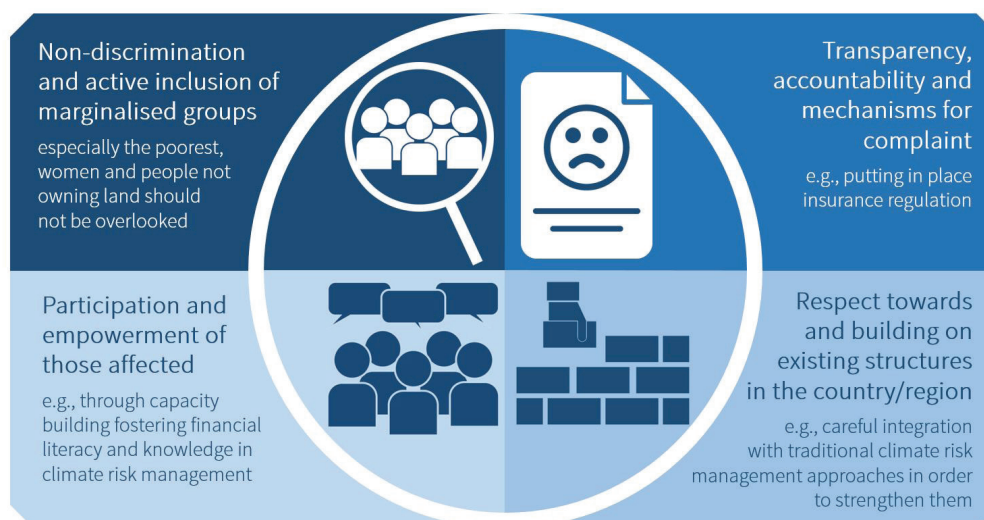 Non-discrimination
and active inclusion of
marginalised groups
especially the poorest,
women and people not
owning land should
not be overlooked
Transparency,
accountability and
mechanisms for
complaint
e.g., putting in place
insurance regulation
Participation and
empowerment of
those affected
e.g., through capacity
building fostering financial
literacy and knowledge in
climate risk management
Respect towards
and building on
existing structures
in the country/region
e.g., careful integration
with traditional climate risk
management approaches in order
to strengthen them